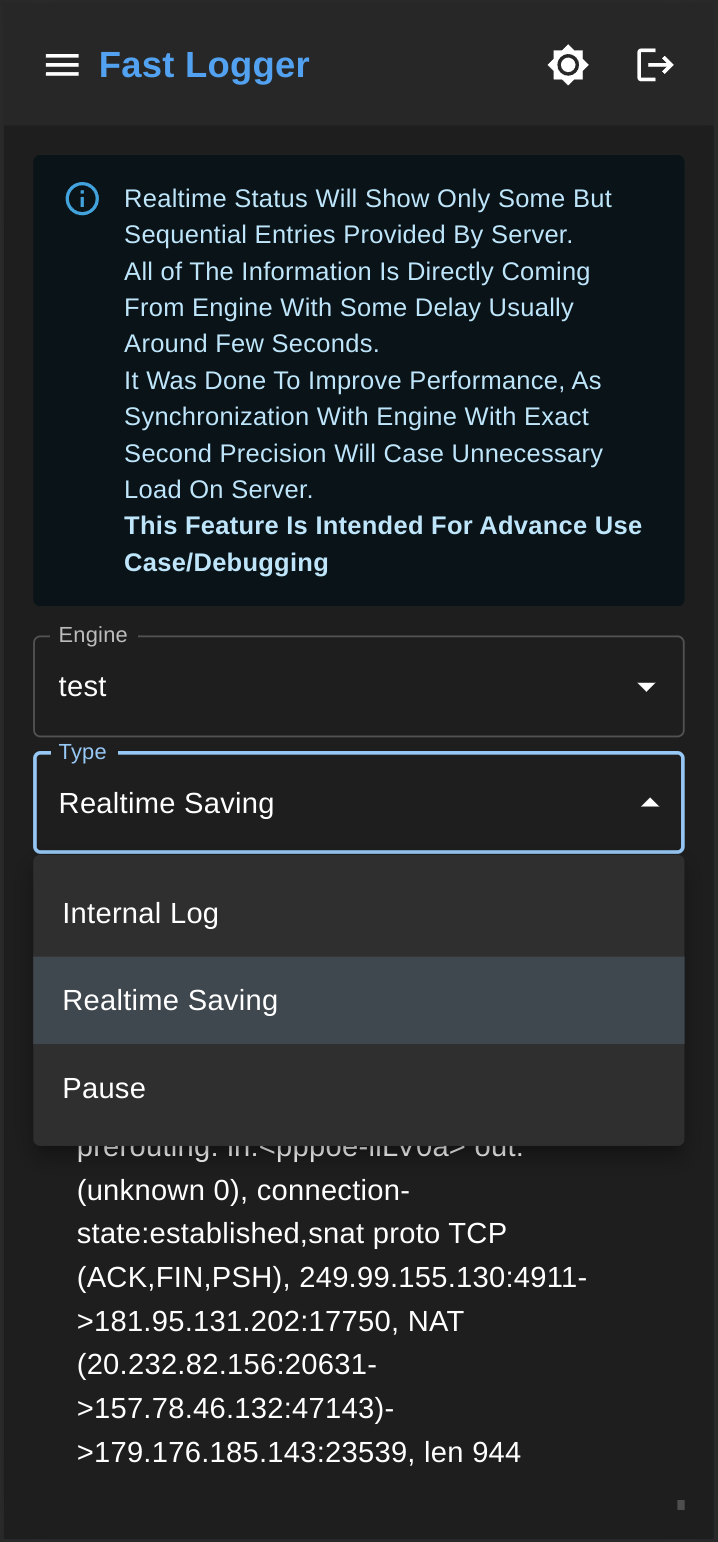 Fast Logger
Realtime Status Will Show Only Some But
Sequential Entries Provided By Server.
All of The Information Is Directly Coming
From Engine With Some Delay Usually
Around Few Seconds.
It Was Done To Improve Performance, As
Synchronization With Engine With Exact
Second Precision Will Case Unnecessary
Load On Server.
This Feature Is Intended For Advance Use
Case/Debugging
Engine
test
Type
Realtime Saving
Internal Log
Realtime Saving
Pause
prerouting: in: out:
(unknown 0), connection-
state:established,snat proto TCP
(ACK,FIN,PSH), 249.99.155.130:4911-
>181.95.131.202:17750, NAT
(20.232.82.156:20631-
>157.78.46.132:47143)-
>179.176.185.143:23539, len 944